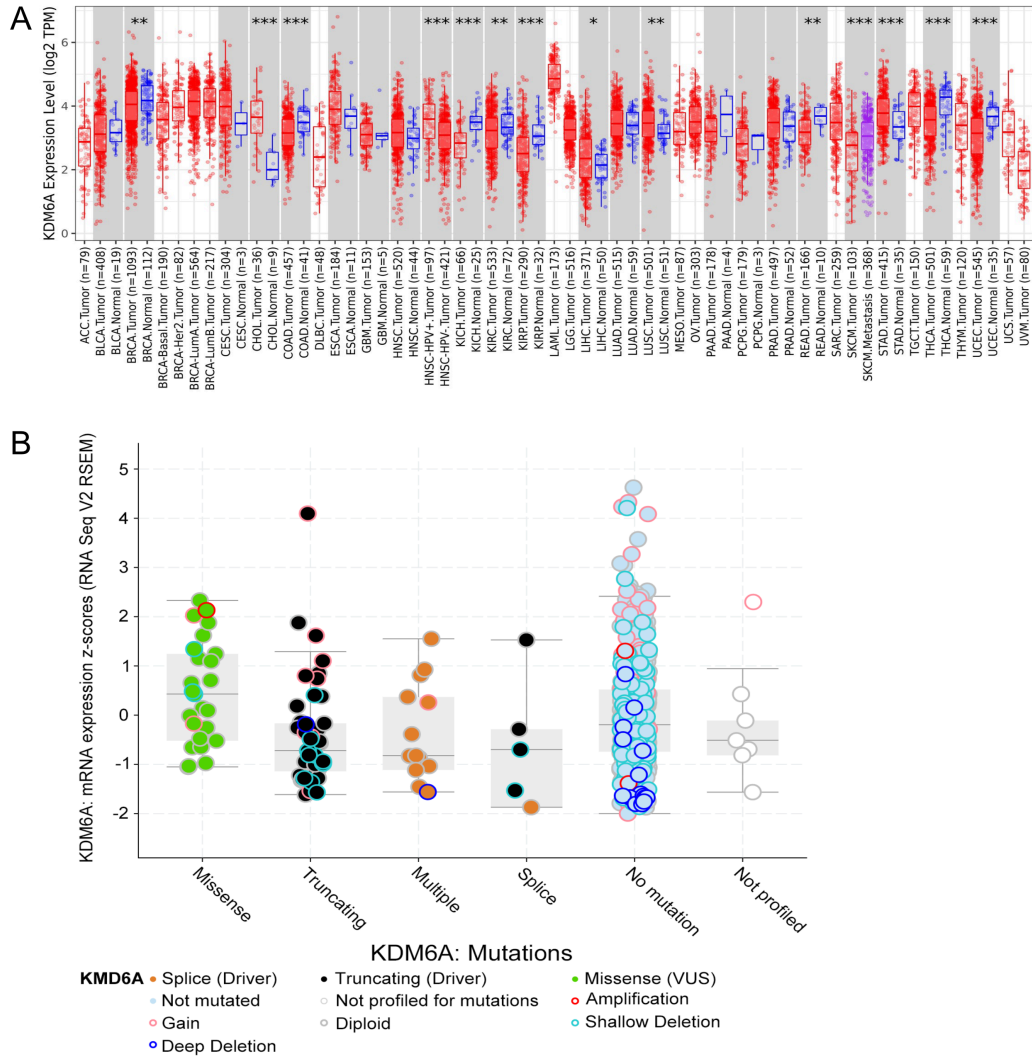 A
** *** *** *** *** ** *** * ** ** *** *** *** ***
KDM6A Expression Level (log2 TPM)
6
4
2
0
ACC.Tumor (n=79)
BLCA.Tumor (n=408)
BLCA.Normal (n=19)
BRCA.Tumor (n=1093)
BRCA.Normal (n=112)
BRCA-Basal.Tumor (n=190)
BRCA-Her2.Tumor (n=82)
BRCA-LumA.Tumor (n=564)
BRCA-LumB.Tumor (n=217)
CESC.Tumor (n=304)
CESC.Normal (n=3)
CHOL.Tumor (n=36)
CHOL.Normal (n=9)
COAD.Tumor (n=457)
COAD.Normal (n=41)
DLBC.Tumor (n=48)
ESCA.Tumor (n=184)
ESCA.Normal (n=11)
GBM.Tumor (n=153)
GBM.Normal (n=5)
HNSC.Tumor (n=520)
HNSC.Normal (n=44)
HNSC-HPV+.Tumor (n=97)
HNSC-HPV-.Tumor (n=421)
KICH.Tumor (n=66)
KICH.Normal (n=25)
KIRC.Tumor (n=533)
KIRC.Normal (n=72)
KIRP.Tumor (n=290)
KIRP.Normal (n=32)
LAML.Tumor (n=173)
LGG.Tumor (n=516)
LIHC.Tumor (n=371)
LIHC.Normal (n=50)
LUAD.Tumor (n=515)
LUAD.Normal (n=59)
LUSC.Tumor (n=501)
LUSC.Normal (n=51)
MESO.Tumor (n=87)
OV.Tumor (n=303)
PAAD.Tumor (n=178)
PAAD.Normal (n=4)
PCPG.Tumor (n=179)
PCPG.Normal (n=3)
PRAD.Tumor (n=497)
PRAD.Normal (n=52)
READ.Tumor (n=166)
READ.Normal (n=10)
SARC.Tumor (n=259)
SKCM.Tumor (n=103)
SKCM.Metastasis (n=368)
STAD.Tumor (n=415)
STAD.Normal (n=35)
TGCT.Tumor (n=150)
THCA.Tumor (n=501)
THCA.Normal (n=59)
THYM.Tumor (n=120)
UCEC.Tumor (n=545)
UCEC.Normal (n=35)
UCS.Tumor (n=57)
UVM.Tumor (n=80)
B
KDM6A: mRNA expression z-scores (RNA Seq V2 RSEM)
5
4
3
2
1
0
-1
-2
Missense
Truncating
Multiple
Splice
No mutation
Not profiled
KDM6A: Mutations
KMD6A Splice (Driver) Truncating (Driver) Missense (VUS)
Not mutated Not profiled for mutations Amplification
Gain Diploid Shallow Deletion
Deep Deletion